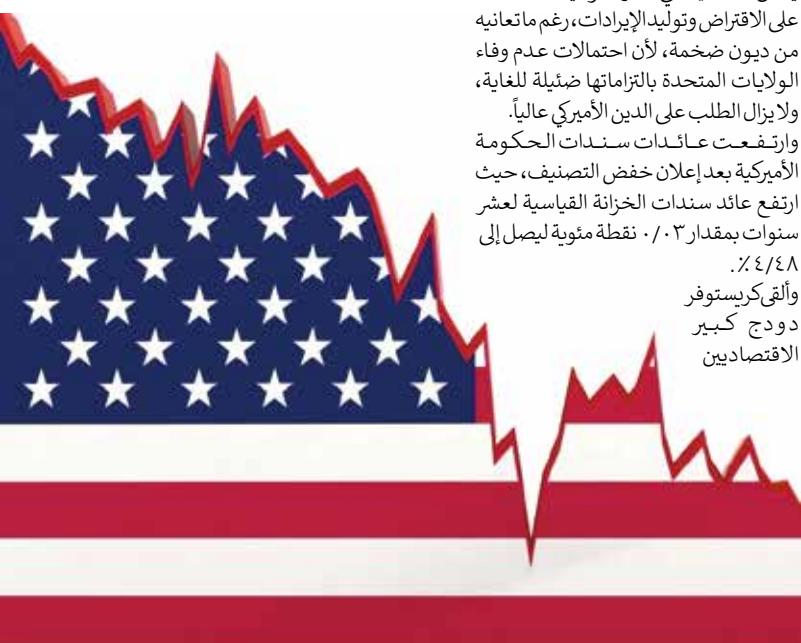 على الاقتراض وتوليد الإيرادات، رغم ما تعانيه
من ديون ضخمة، لأن احتمالات عدم وفاء
الولايات المتحدة بالتزاماتها ضئيلة للغاية،
ولا يزال الطلب على الدين الأميركي عالياً.
وارتفعت عائدات سندات الحكومة
الأميركية بعد إعلان خفض التصنيف، حيث
ارتفع عائد سندات الخزانة القياسية لعشر
سنوات بمقدار ٠/٠٣ نقطة مئوية ليصل إلى
٤/٤٨ ٪.
وألقى كريستوفر
دودج كبير
الاقتصاديين